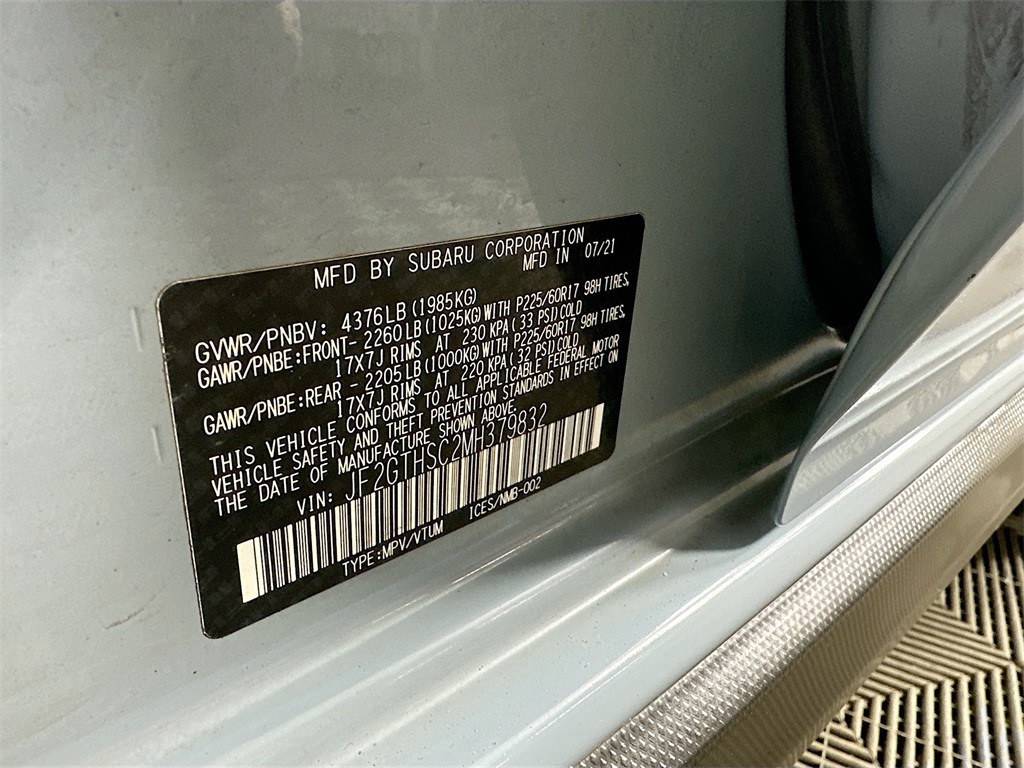 MFD BY SUBARU CORPORATION
MFD IN 07/21
GVWR/PNBV: 4376LB(1985KG)
GAWR/PNBE:FRONT- 2260LB(1025KG)WITH P225/60R17 98H TIRES,
17x7J RIMS AT 230 KPA(33 PSI)COLD
GAWR/PNBE:REAR - 2205LB(1000KG)WITH P225/60R17 98H TIRES,
17x7J RIMS AT 220 KPA(32 PSI)COLD
THIS VEHICLE CONFORMS TO ALL APPLICABLE FEDERAL MOTOR
VEHICLE SAFETY AND THEFT PREVENTION STANDARDS IN EFFECT ON
THE DATE OF MANUFACTURE SHOWN ABOVE.
VIN: JF2GTHSC2MH379832
TYPE:MPV/VTUM ICES/NMB-002